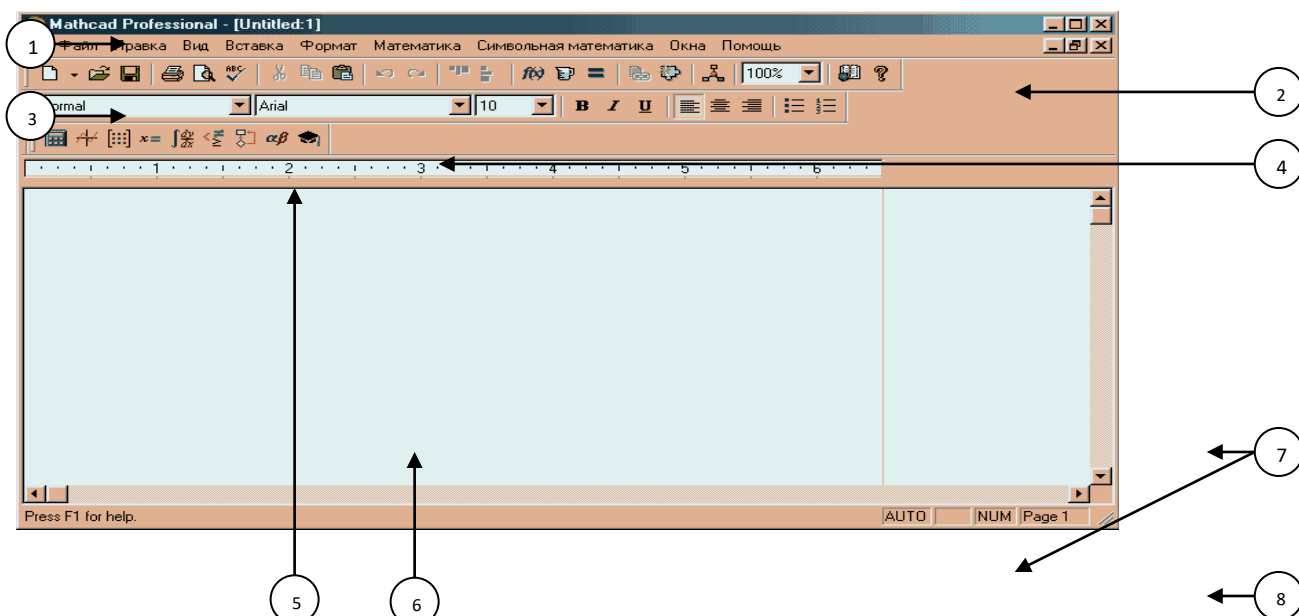 Mathcad Professional - [Untitled:1]
1
Файл Правка Вид Вставка Формат Математика Символьная математика Окна Помощь
ABC
f(x)
100%
?
2
3
Arial
10
B I U
x=
αβ
1 2 3 4 5 6
4
7
Press F1 for help.
AUTO
NUM
Page 1
5
6
8